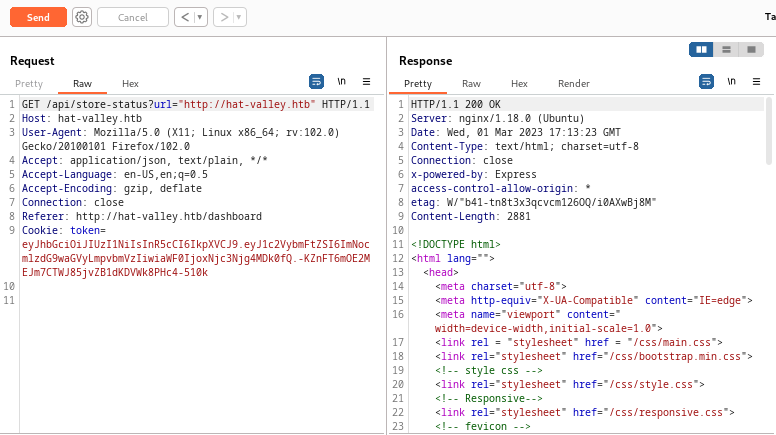 Send
Cancel
< | ▾
> | ▾
Ta
Request
Pretty
Raw
Hex
\n
1 GET /api/store-status?url="http://hat-valley.htb" HTTP/1.1
2 Host: hat-valley.htb
3 User-Agent: Mozilla/5.0 (X11; Linux x86_64; rv:102.0)
Gecko/20100101 Firefox/102.0
4 Accept: application/json, text/plain, */*
5 Accept-Language: en-US,en;q=0.5
6 Accept-Encoding: gzip, deflate
7 Connection: close
8 Referer: http://hat-valley.htb/dashboard
9 Cookie: token=
eyJhbGciOiJIUzI1NiIsInR5cCI6IkpXVCJ9.eyJ1c2VybmFtZSI6ImNoc
mlzdG9waGVyLmpvbmVzIiwiaWF0IjoxNjc3Njg4MDk0fQ.-KZnFT6mOE2M
EJm7CTWJ85jvZB1dKDVWk8PHc4-510k
10
11
Response
Pretty
Raw
Hex
Render
\n
1 HTTP/1.1 200 OK
2 Server: nginx/1.18.0 (Ubuntu)
3 Date: Wed, 01 Mar 2023 17:13:23 GMT
4 Content-Type: text/html; charset=utf-8
5 Connection: close
6 x-powered-by: Express
7 access-control-allow-origin: *
8 etag: W/"b41-tn8t3x3qcvcm126OQ/i0AXwBj8M"
9 Content-Length: 2881
10
11 <!DOCTYPE html>
12 <html lang="">
13 <head>
14 <meta charset="utf-8">
15 <meta http-equiv="X-UA-Compatible" content="IE=edge">
16 <meta name="viewport" content="
width=device-width,initial-scale=1.0">
17 <link rel = "stylesheet" href = "/css/main.css">
18 <link rel="stylesheet" href="/css/bootstrap.min.css">
19 <!-- style css -->
20 <link rel="stylesheet" href="/css/style.css">
21 <!-- Responsive-->
22 <link rel="stylesheet" href="/css/responsive.css">
23 <!-- fevicon -->